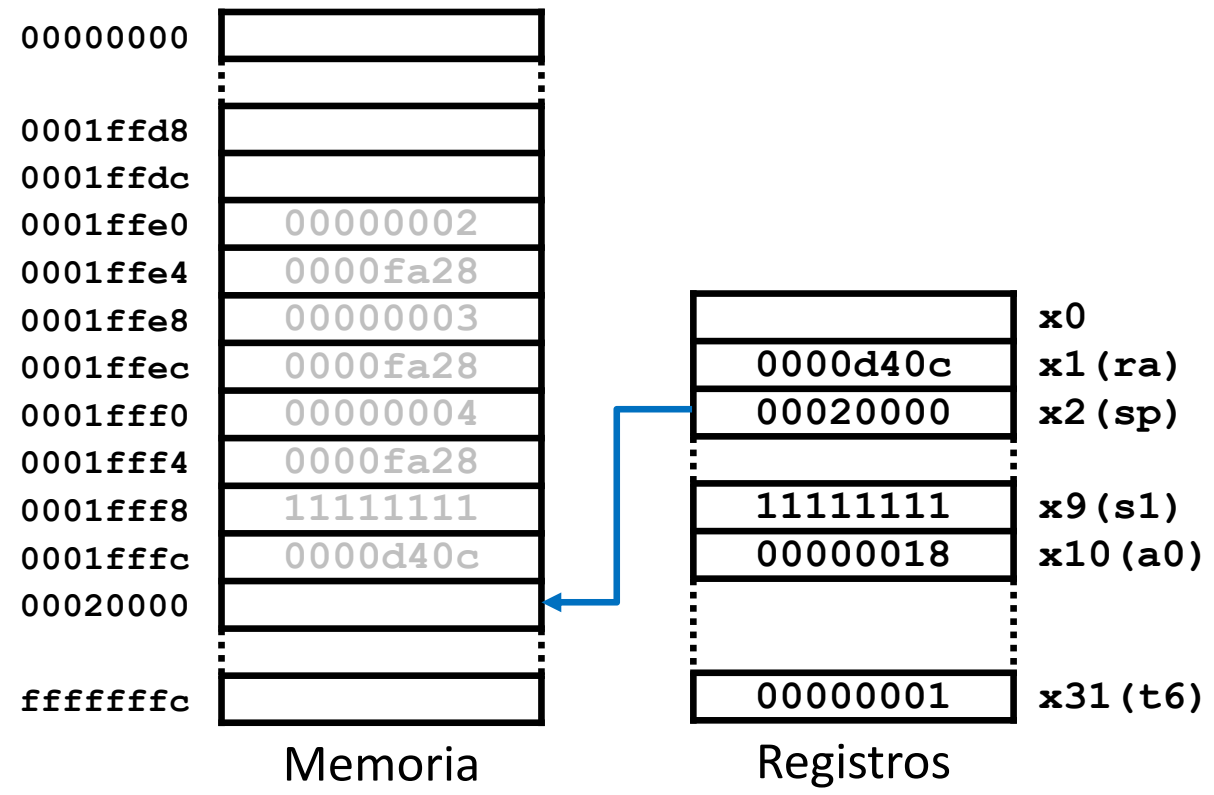 00000000
0001ffd8
0001ffdc
0001ffe0 00000002
0001ffe4 0000fa28
0001ffe8 00000003
0001ffec 0000fa28
0001fff0 00000004
0001fff4 0000fa28
0001fff8 11111111
0001fffc 0000d40c
00020000
fffffffc
Memoria
x0
0000d40c x1(ra)
00020000 x2(sp)
11111111 x9(s1)
00000018 x10(a0)
00000001 x31(t6)
Registros